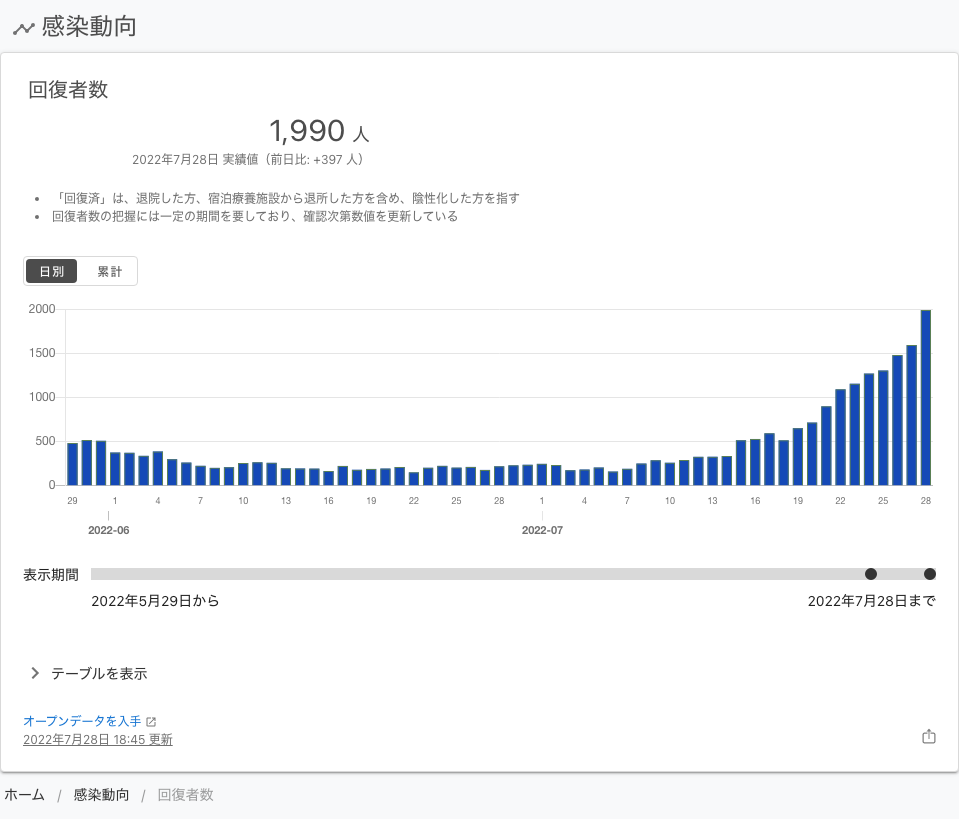 感染動向
回復者数
1,990 人
2022年7月28日 実績値（前日比: +397 人）
• 「回復済」は、退院した方、宿泊療養施設から退所した方を含め、陰性化した方を指す
• 回復者数の把握には一定の期間を要しており、確認次第数値を更新している
日別 累計
2000
1500
1000
500
0
29 1 4 7 10 13 16 19 22 25 28 1 4 7 10 13 16 19 22 25 28
2022-06 2022-07
表示期間
2022年5月29日から 2022年7月28日まで
テーブルを表示
オープンデータを入手
2022年7月28日 18:45 更新
ホーム / 感染動向 / 回復者数